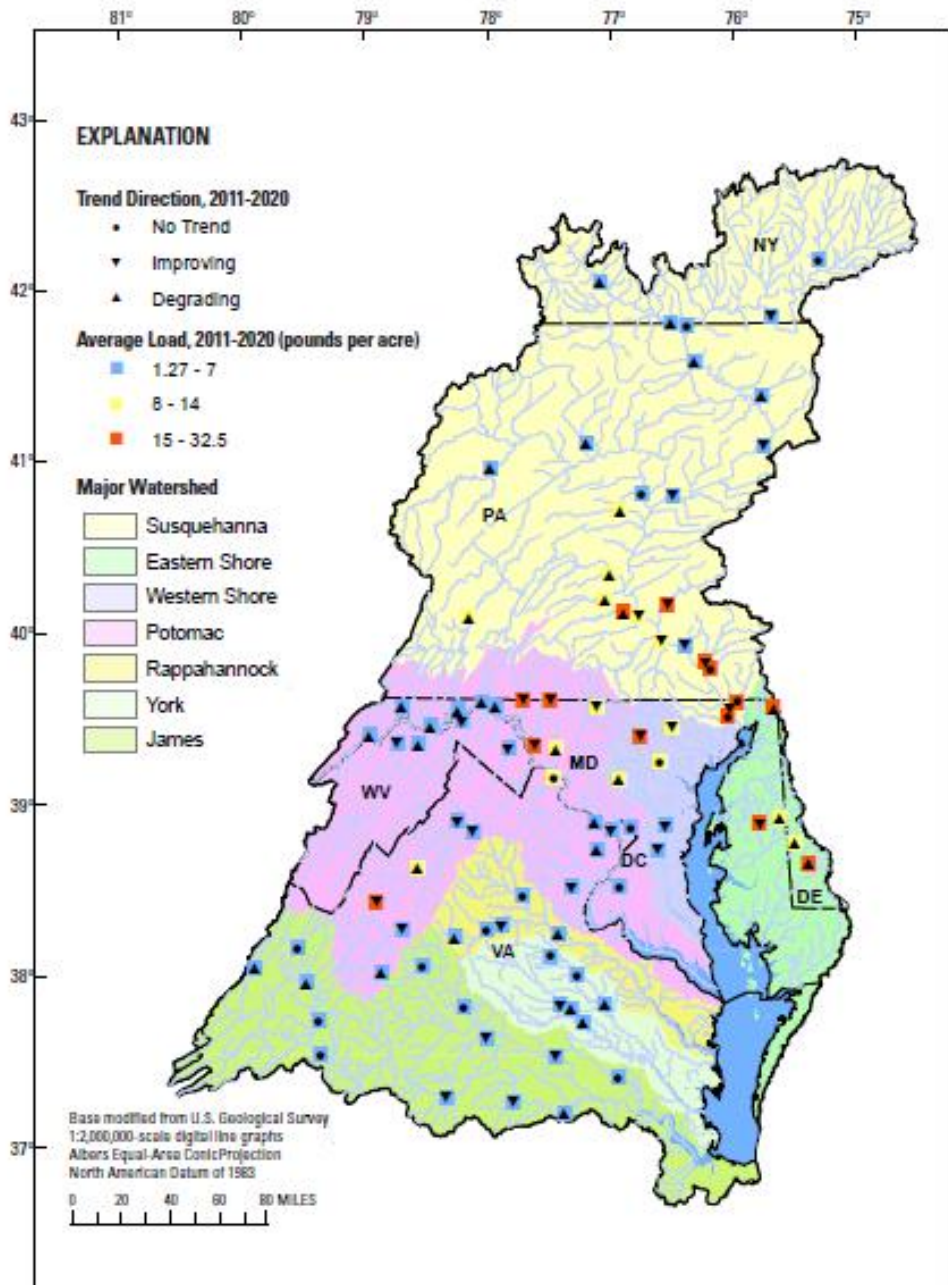 81° 80° 79° 78° 77° 76° 75°
43°
EXPLANATION
Trend Direction, 2011-2020
No Trend
Improving
Degrading
Average Load, 2011-2020 (pounds per acre)
1.27 - 7
8 - 14
15 - 32.5
Major Watershed
Susquehanna
Eastern Shore
Western Shore
Potomac
Rappahannock
York
James
NY
42°
41°
PA
40°
MD
WV
39°
DC
DE
VA
38°
37°
Base modified from U.S. Geological Survey
1:2,000,000-scale digital line graphs
Albers Equal-Area ConicProjection
North American Datum of 1983
0 20 40 60 80 MILES